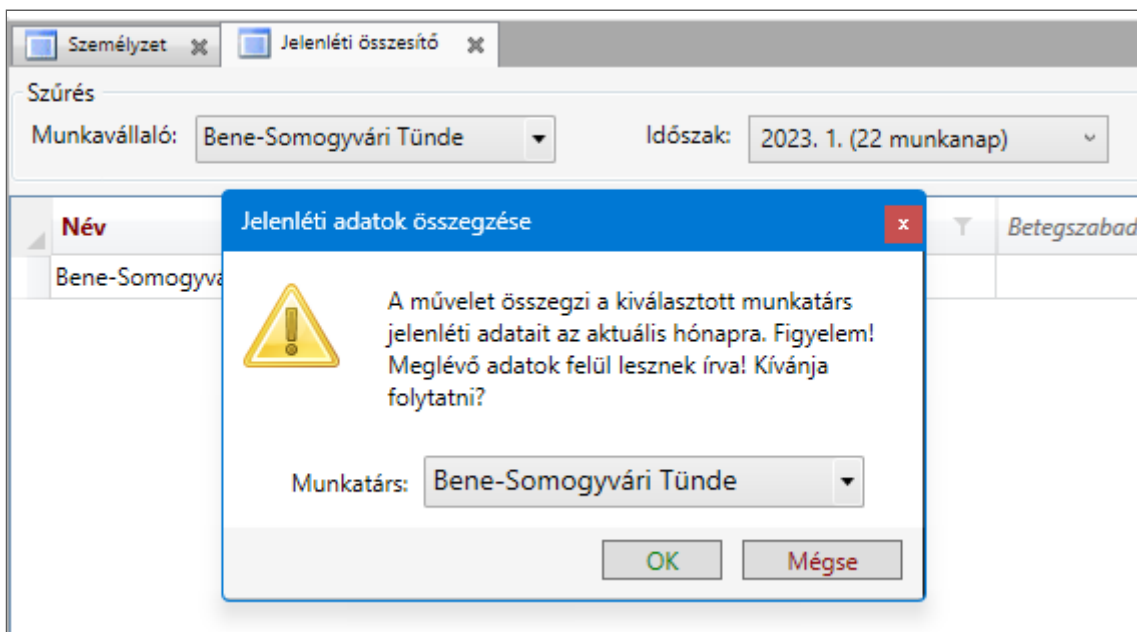 Személyzet
Jelenléti összesítő
Szűrés
Munkavállaló: Bene-Somogyvári Tünde Időszak: 2023. 1. (22 munkanap)
Jelenléti adatok összegzése x
Név
Betegszabad
A művelet összegzi a kiválasztott munkatárs
jelenléti adatait az aktuális hónapra. Figyelem!
Meglévő adatok felül lesznek írva! Kívánja
folytatni?
Munkatárs: Bene-Somogyvári Tünde
OK Mégse